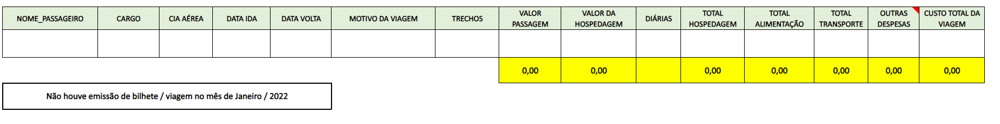 NOME_PASSAGEIRO CARGO CIA AÉREA DATA IDA DATA VOLTA MOTIVO DA VIAGEM TRECHOS VALOR PASSAGEM VALOR DA HOSPEDAGEM DIÁRIAS TOTAL HOSPEDAGEM TOTAL ALIMENTAÇÃO TOTAL TRANSPORTE OUTRAS DESPESAS CUSTO TOTAL DA VIAGEM
0,00 0,00 0,00 0,00 0,00 0,00 0,00
Não houve emissão de bilhete / viagem no mês de Janeiro / 2022